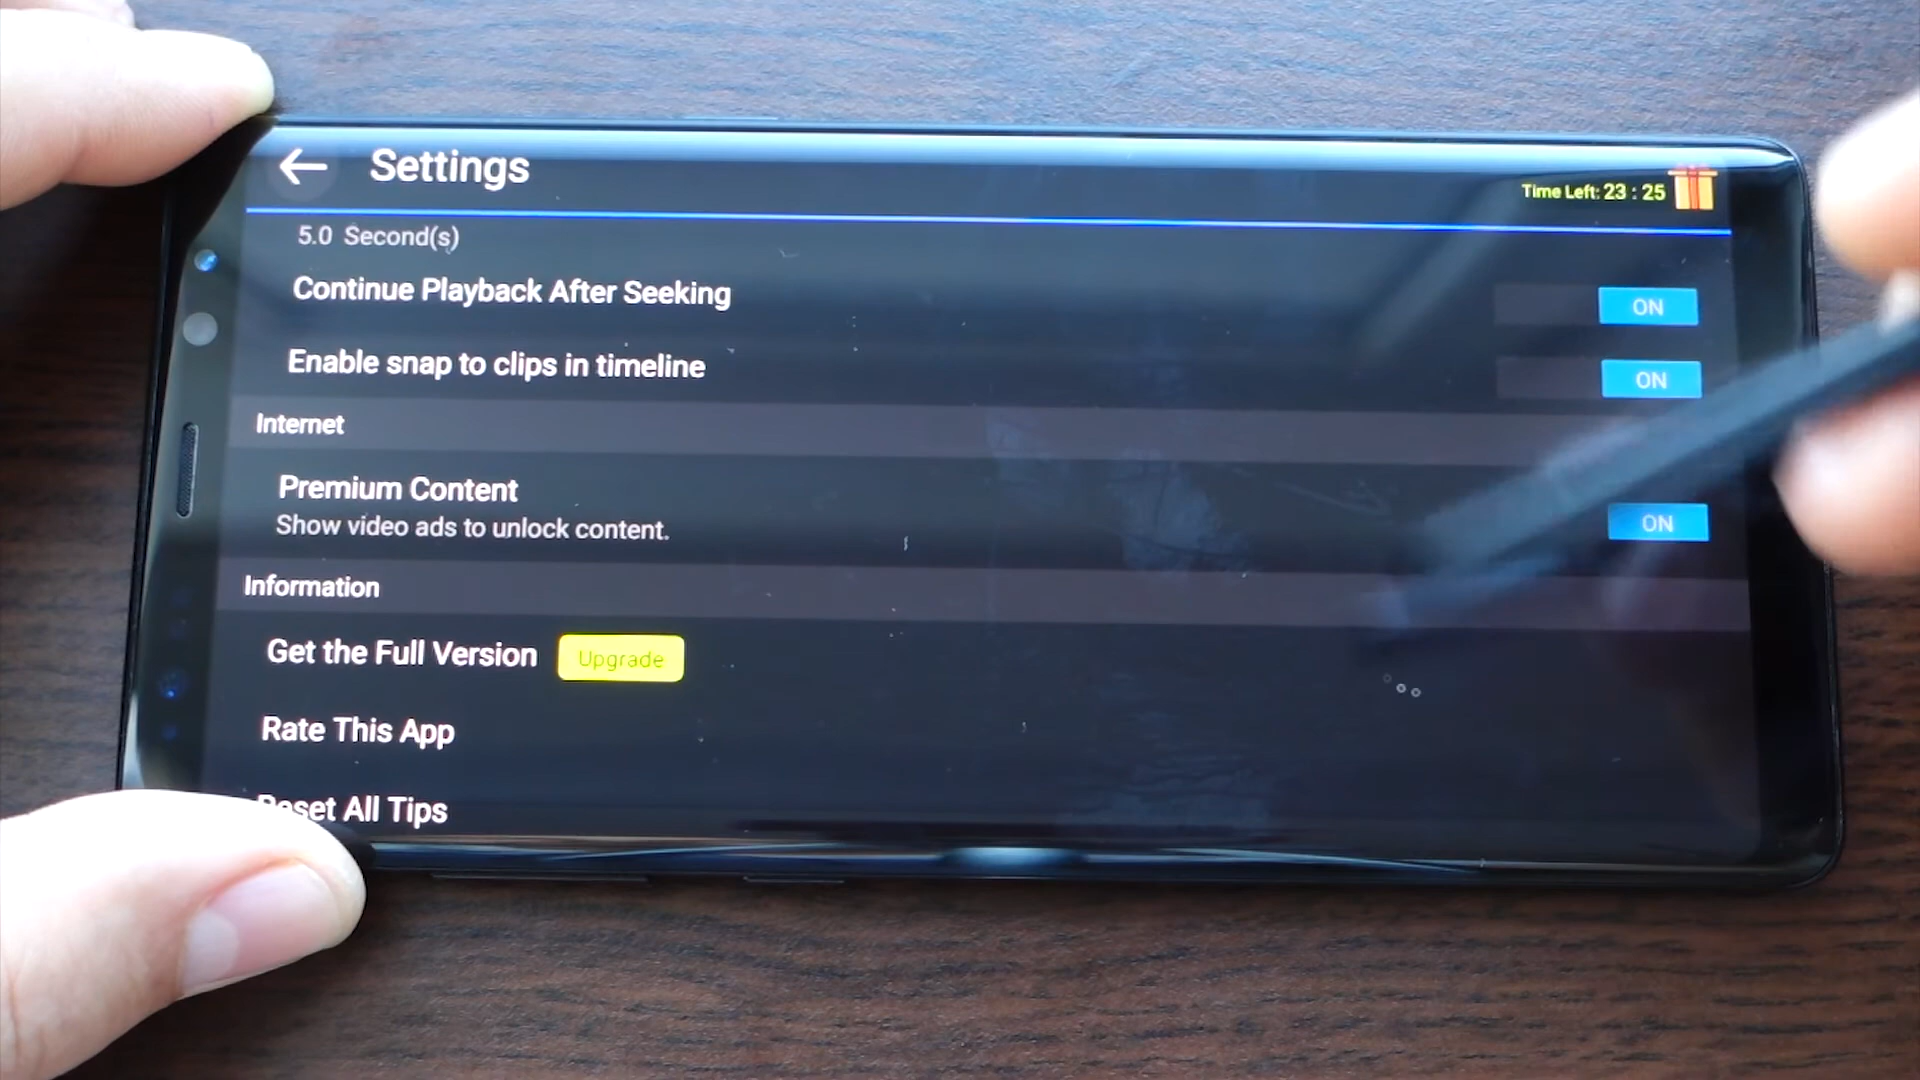 Settings
Time Left: 23 : 25
5.0 Second(s)
Continue Playback After Seeking
ON
Enable snap to clips in timeline
ON
Internet
Premium Content
Show video ads to unlock content.
ON
Information
Get the Full Version
Upgrade
Rate This App
Reset All Tips